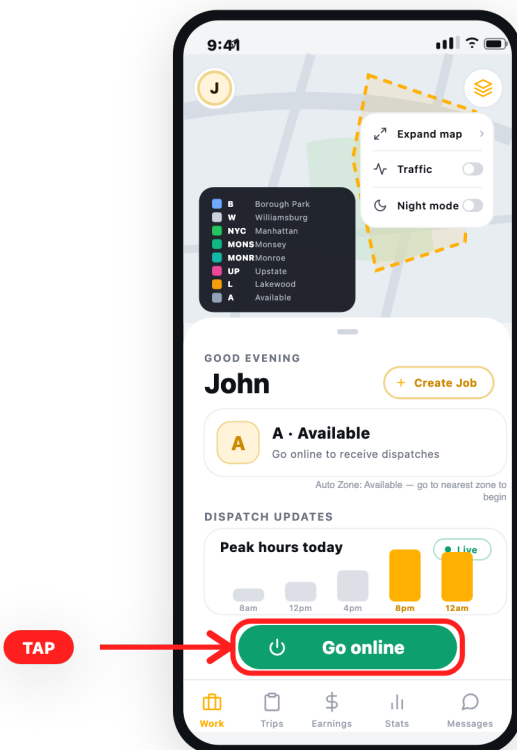 9:41
J
Expand map
Traffic
Night mode
B Borough Park
W Williamsburg
NYC Manhattan
MONS Monsey
MONR Monroe
UP Upstate
L Lakewood
A Available
GOOD EVENING
John
+ Create Job
A
A · Available
Go online to receive dispatches
Auto Zone: Available — go to nearest zone to
begin
DISPATCH UPDATES
Peak hours today
Live
8am 12pm 4pm 8pm 12am
TAP
Go online
Work Trips Earnings Stats Messages